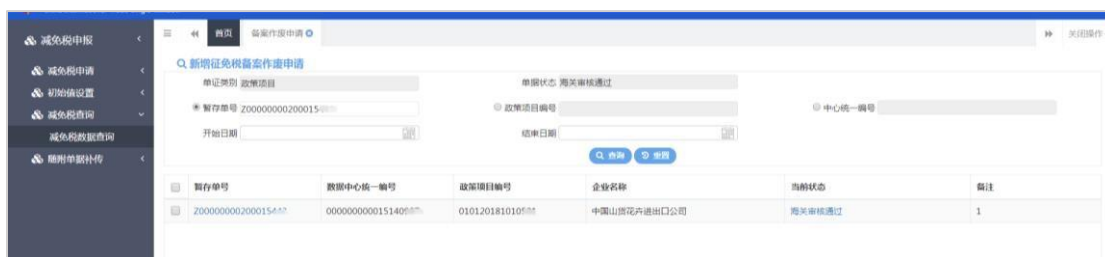 减免税申报
首页 备案作废申请 关闭操作
减免税申请
初始值设置
减免税查询
减免税数据查询
随附单据补传
新增征免税备案作废申请
单证类别 政策项目 单据状态 海关审核通过
暂存单号 Z00000000200015 政策项目编号 中心统一编号
开始日期 结束日期
查询 重置
暂存单号 数据中心统一编号 政策项目编号 企业名称 当前状态 备注
Z00000000200015 000000000015140 010120181010 中国山货花卉进出口公司 海关审核通过 1